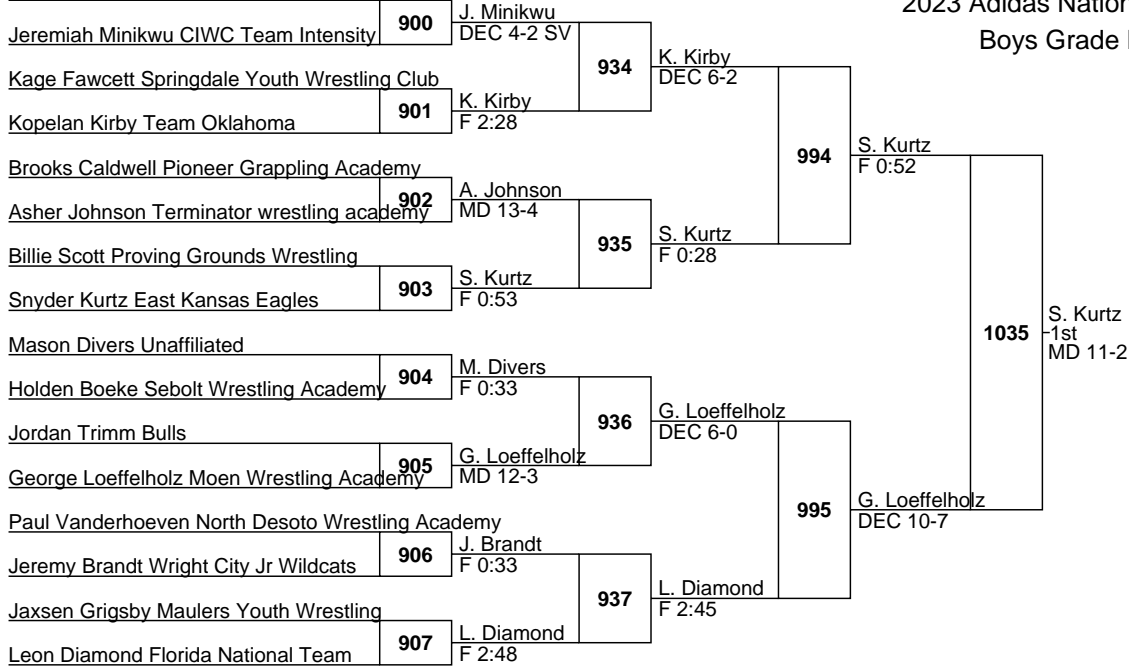 2023 Adidas Nation
Boys Grade
900
J. Minikwu
Jeremiah Minikwu CIWC Team Intensity
DEC 4-2 SV
934
K. Kirby
DEC 6-2
Kage Fawcett Springdale Youth Wrestling Club
901
K. Kirby
Kopelan Kirby Team Oklahoma
F 2:28
994
S. Kurtz
F 0:52
Brooks Caldwell Pioneer Grappling Academy
902
A. Johnson
Asher Johnson Terminator wrestling academy
MD 13-4
935
S. Kurtz
F 0:28
Billie Scott Proving Grounds Wrestling
903
S. Kurtz
Snyder Kurtz East Kansas Eagles
F 0:53
1035
S. Kurtz
1st
MD 11-2
Mason Divers Unaffiliated
904
M. Divers
Holden Boeke Sebolt Wrestling Academy
F 0:33
936
G. Loeffelholz
DEC 6-0
Jordan Trimm Bulls
905
G. Loeffelholz
George Loeffelholz Moen Wrestling Academy
MD 12-3
995
G. Loeffelholz
DEC 10-7
Paul Vanderhoeven North Desoto Wrestling Academy
906
J. Brandt
Jeremy Brandt Wright City Jr Wildcats
F 0:33
937
L. Diamond
F 2:45
Jaxsen Grigsby Maulers Youth Wrestling
907
L. Diamond
Leon Diamond Florida National Team
F 2:48